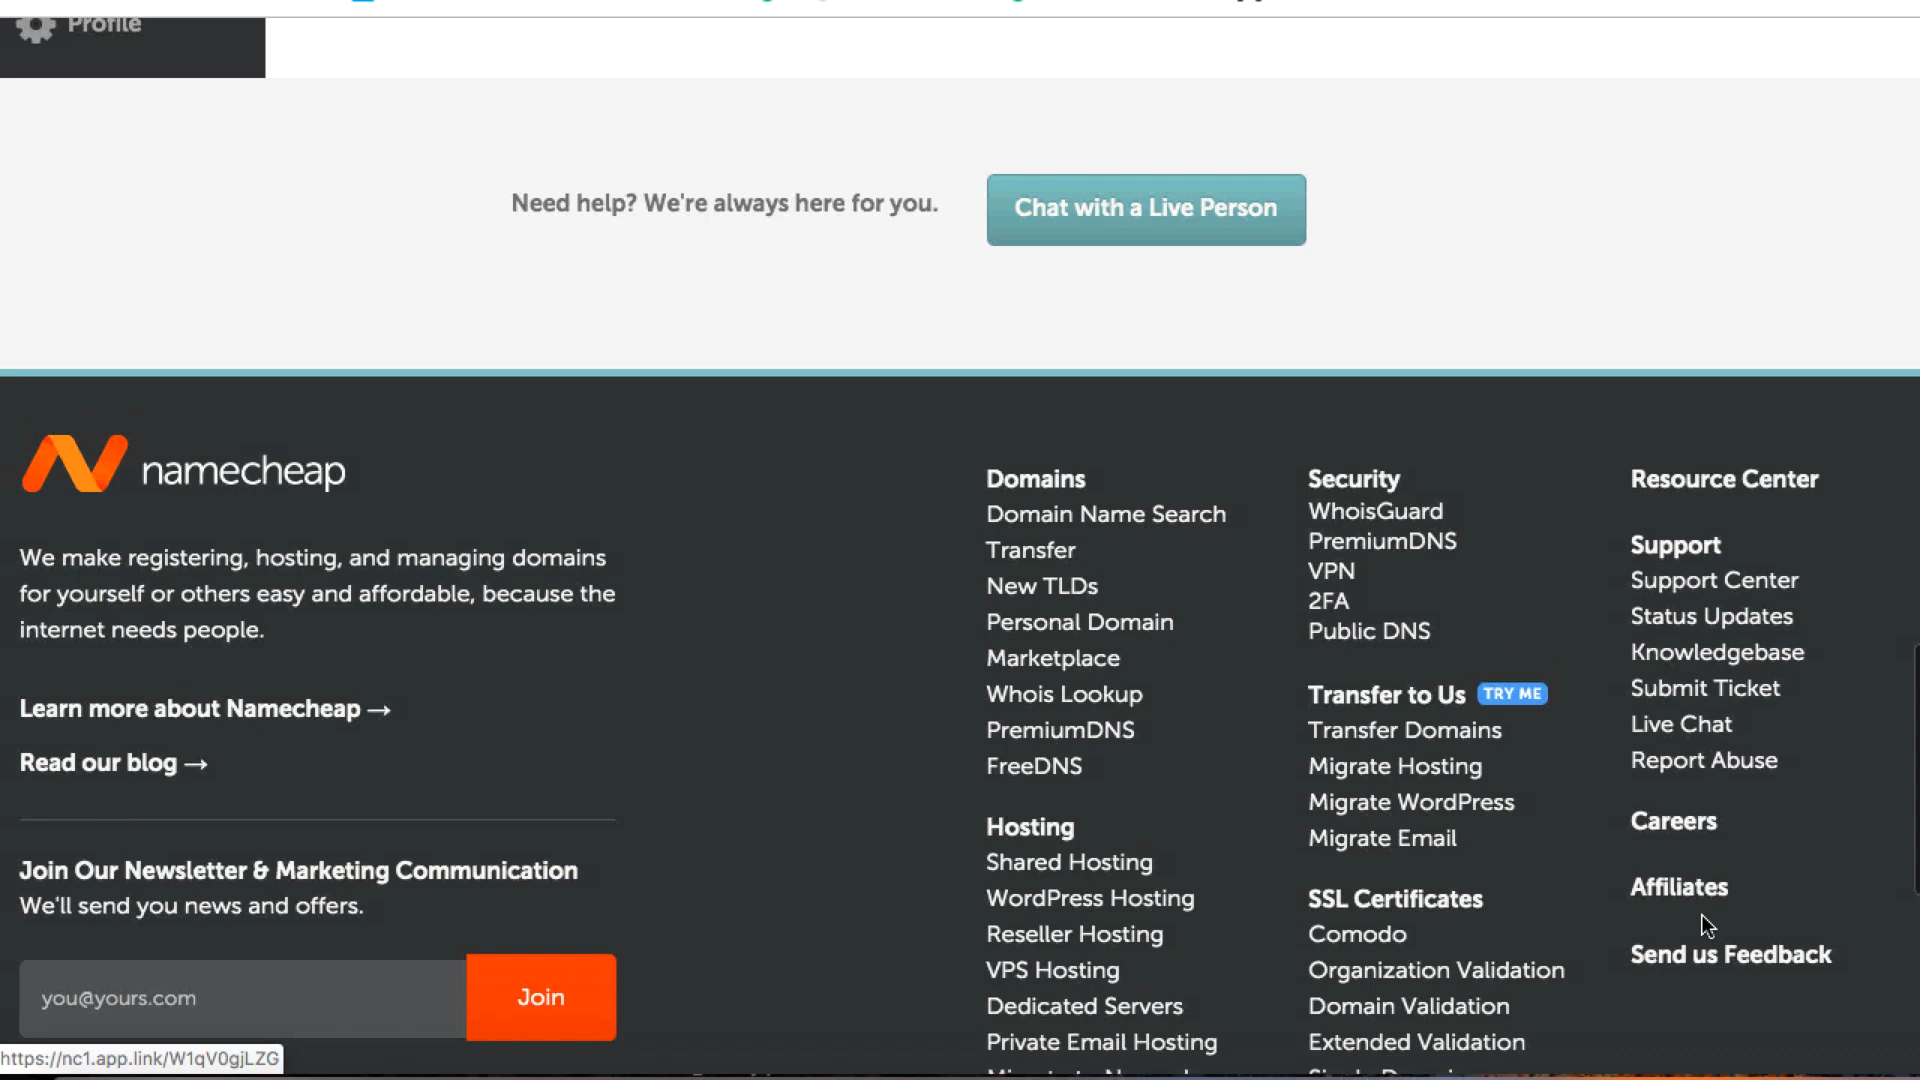 Profile
Need help? We're always here for you.
Chat with a Live Person
namecheap
We make registering, hosting, and managing domains
for yourself or others easy and affordable, because the
internet needs people.
Learn more about Namecheap →
Read our blog →
Join Our Newsletter & Marketing Communication
We'll send you news and offers.
you@yours.com
Join
Domains
Domain Name Search
Transfer
New TLDs
Personal Domain
Marketplace
Whois Lookup
PremiumDNS
FreeDNS
Hosting
Shared Hosting
WordPress Hosting
Reseller Hosting
VPS Hosting
Dedicated Servers
Private Email Hosting
Security
WhoisGuard
PremiumDNS
VPN
2FA
Public DNS
Transfer to Us TRY ME
Transfer Domains
Migrate Hosting
Migrate WordPress
Migrate Email
SSL Certificates
Comodo
Organization Validation
Domain Validation
Extended Validation
Resource Center
Support
Support Center
Status Updates
Knowledgebase
Submit Ticket
Live Chat
Report Abuse
Careers
Affiliates
Send us Feedback
https://nc1.app.link/W1qV0gjLZG